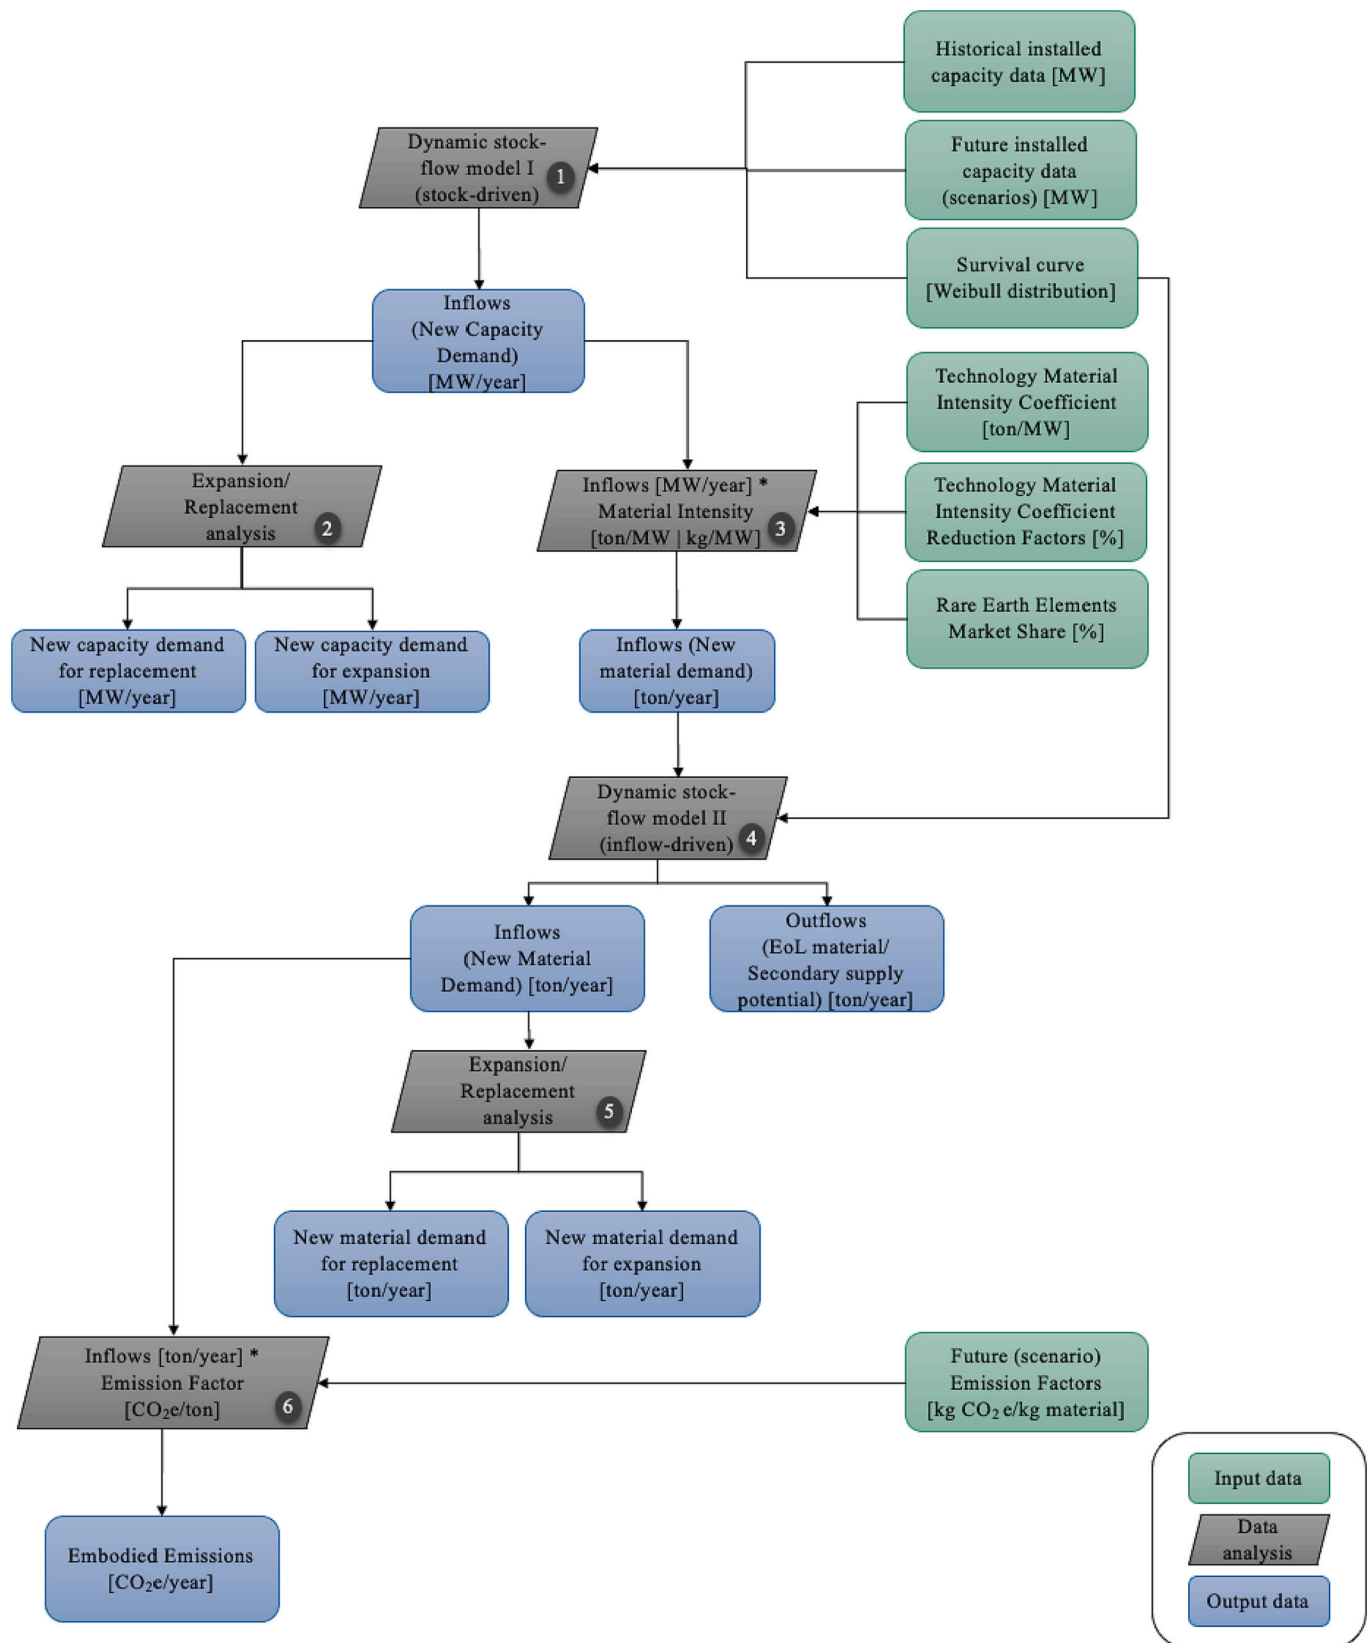 Historical installed
capacity data [MW]
Dynamic stock-
flow model I
(stock-driven)
1
Future installed
capacity data
(scenarios) [MW]
Survival curve
[Weibull distribution]
Inflows
(New Capacity
Demand)
[MW/year]
Technology Material
Intensity Coefficient
[ton/MW]
Expansion/
Replacement
analysis
2
Inflows [MW/year] *
Material Intensity
[ton/MW | kg/MW]
3
Technology Material
Intensity Coefficient
Reduction Factors [%]
Rare Earth Elements
Market Share [%]
New capacity demand
for replacement
[MW/year]
New capacity demand
for expansion
[MW/year]
Inflows (New
material demand)
[ton/year]
Dynamic stock-
flow model II
(inflow-driven)
4
Inflows
(New Material
Demand) [ton/year]
Outflows
(EoL material/
Secondary supply
potential) [ton/year]
Expansion/
Replacement
analysis
5
New material demand
for replacement
[ton/year]
New material demand
for expansion
[ton/year]
Inflows [ton/year] *
Emission Factor
[CO₂e/ton]
6
Future (scenario)
Emission Factors
[kg CO₂ e/kg material]
Embodied Emissions
[CO₂e/year]
Input data
Data
analysis
Output data